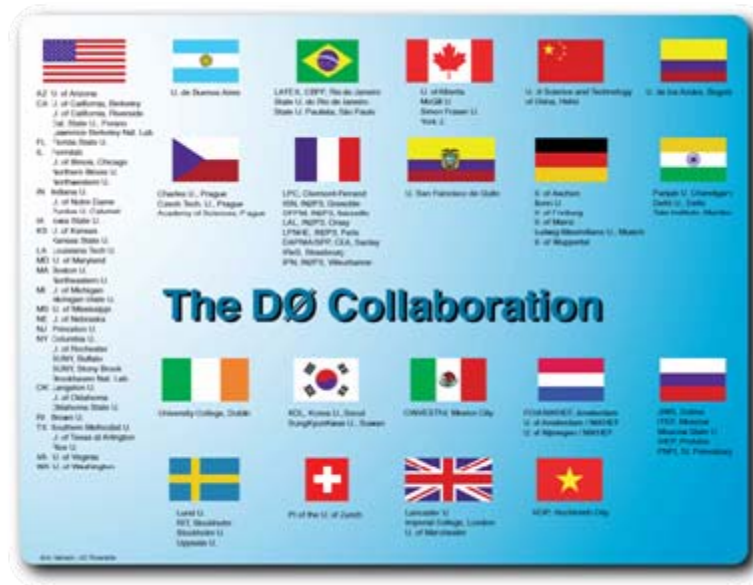 AZ U. of Arizona
CA U. of California, Berkeley
U. of California, Riverside
Cal. State U., Fresno
Lawrence Berkeley Nat. Lab.
FL Florida State U.
IL Fermilab
U. of Illinois, Chicago
Northern Illinois U.
Northwestern U.
IN Indiana U.
U. of Notre Dame
Purdue U. Calumet
IA Iowa State U.
KS U. of Kansas
Kansas State U.
LA Louisiana Tech U.
MD U. of Maryland
MA Boston U.
Northeastern U.
MI U. of Michigan
Michigan State U.
MS U. of Mississippi
NE U. of Nebraska
NJ Princeton U.
NY Columbia U.
U. of Rochester
SUNY, Buffalo
SUNY, Stony Brook
Brookhaven Nat. Lab.
OK Langston U.
U. of Oklahoma
Oklahoma State U.
RI Brown U.
TX Southern Methodist U.
U. of Texas at Arlington
Rice U.
VA U. of Virginia
WA U. of Washington
U. de Buenos Aires
LAFEX, CBPF, Rio de Janeiro
State U. do Rio de Janeiro
State U. Paulista, São Paulo
U. of Alberta
McGill U.
Simon Fraser U.
York U.
U. of Science and Technology
of China, Hefei
U. de los Andes, Bogotá
Charles U., Prague
Czech Tech. U., Prague
Academy of Sciences, Prague
LPC, Clermont-Ferrand
ISN, IN2P3, Grenoble
CPPM, IN2P3, Marseille
LAL, IN2P3, Orsay
LPNHE, IN2P3, Paris
DAPNIA/SPP, CEA, Saclay
IReS, Strasbourg
IPN, IN2P3, Villeurbanne
U. San Francisco de Quito
U. of Aachen
Bonn U.
U. of Freiburg
U. of Mainz
Ludwig-Maximilians U., Munich
U. of Wuppertal
Panjab U. Chandigarh
Delhi U., Delhi
Tata Institute, Mumbai
The DØ Collaboration
University College, Dublin
KDL, Korea U., Seoul
SungKyunKwan U., Suwon
CINVESTAV, Mexico City
FOM-NIKHEF, Amsterdam
U. of Amsterdam / NIKHEF
U. of Nijmegen / NIKHEF
JINR, Dubna
ITEP, Moscow
Moscow State U.
IHEP, Protvino
PNPI, St. Petersburg
Lund U.
RIT, Stockholm
Stockholm U.
Uppsala U.
PI of the U. of Zurich
Lancaster U.
Imperial College, London
U. of Manchester
HCIP, Hochiminh City